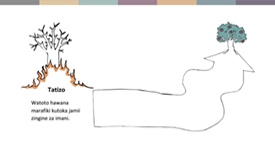 Tatizo
Watoto hawana
marafiki kutoka jamii
zingine za imani.